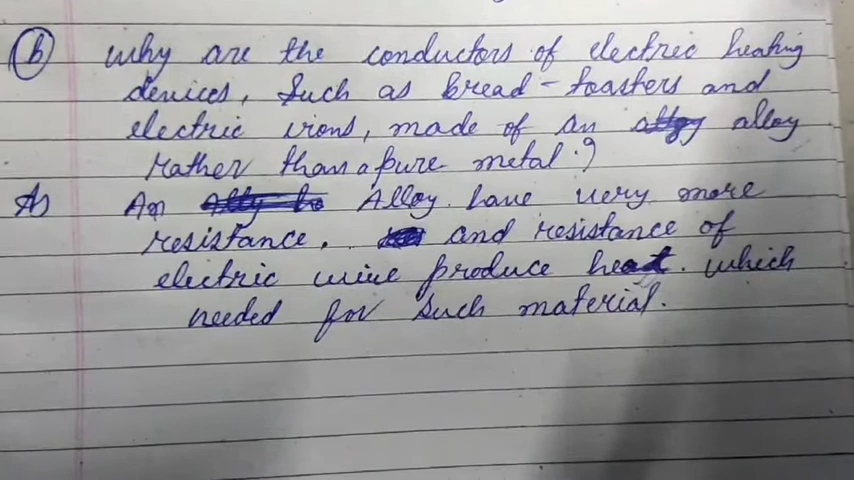 (b) Why are the conductors of electric heating
devices, such as bread - toasters and
electric irons, made of an alloy
rather than a pure metal ?
As An Alloy have very more
resistance. and resistance of
electric wire produce heat. which
needed for such material.